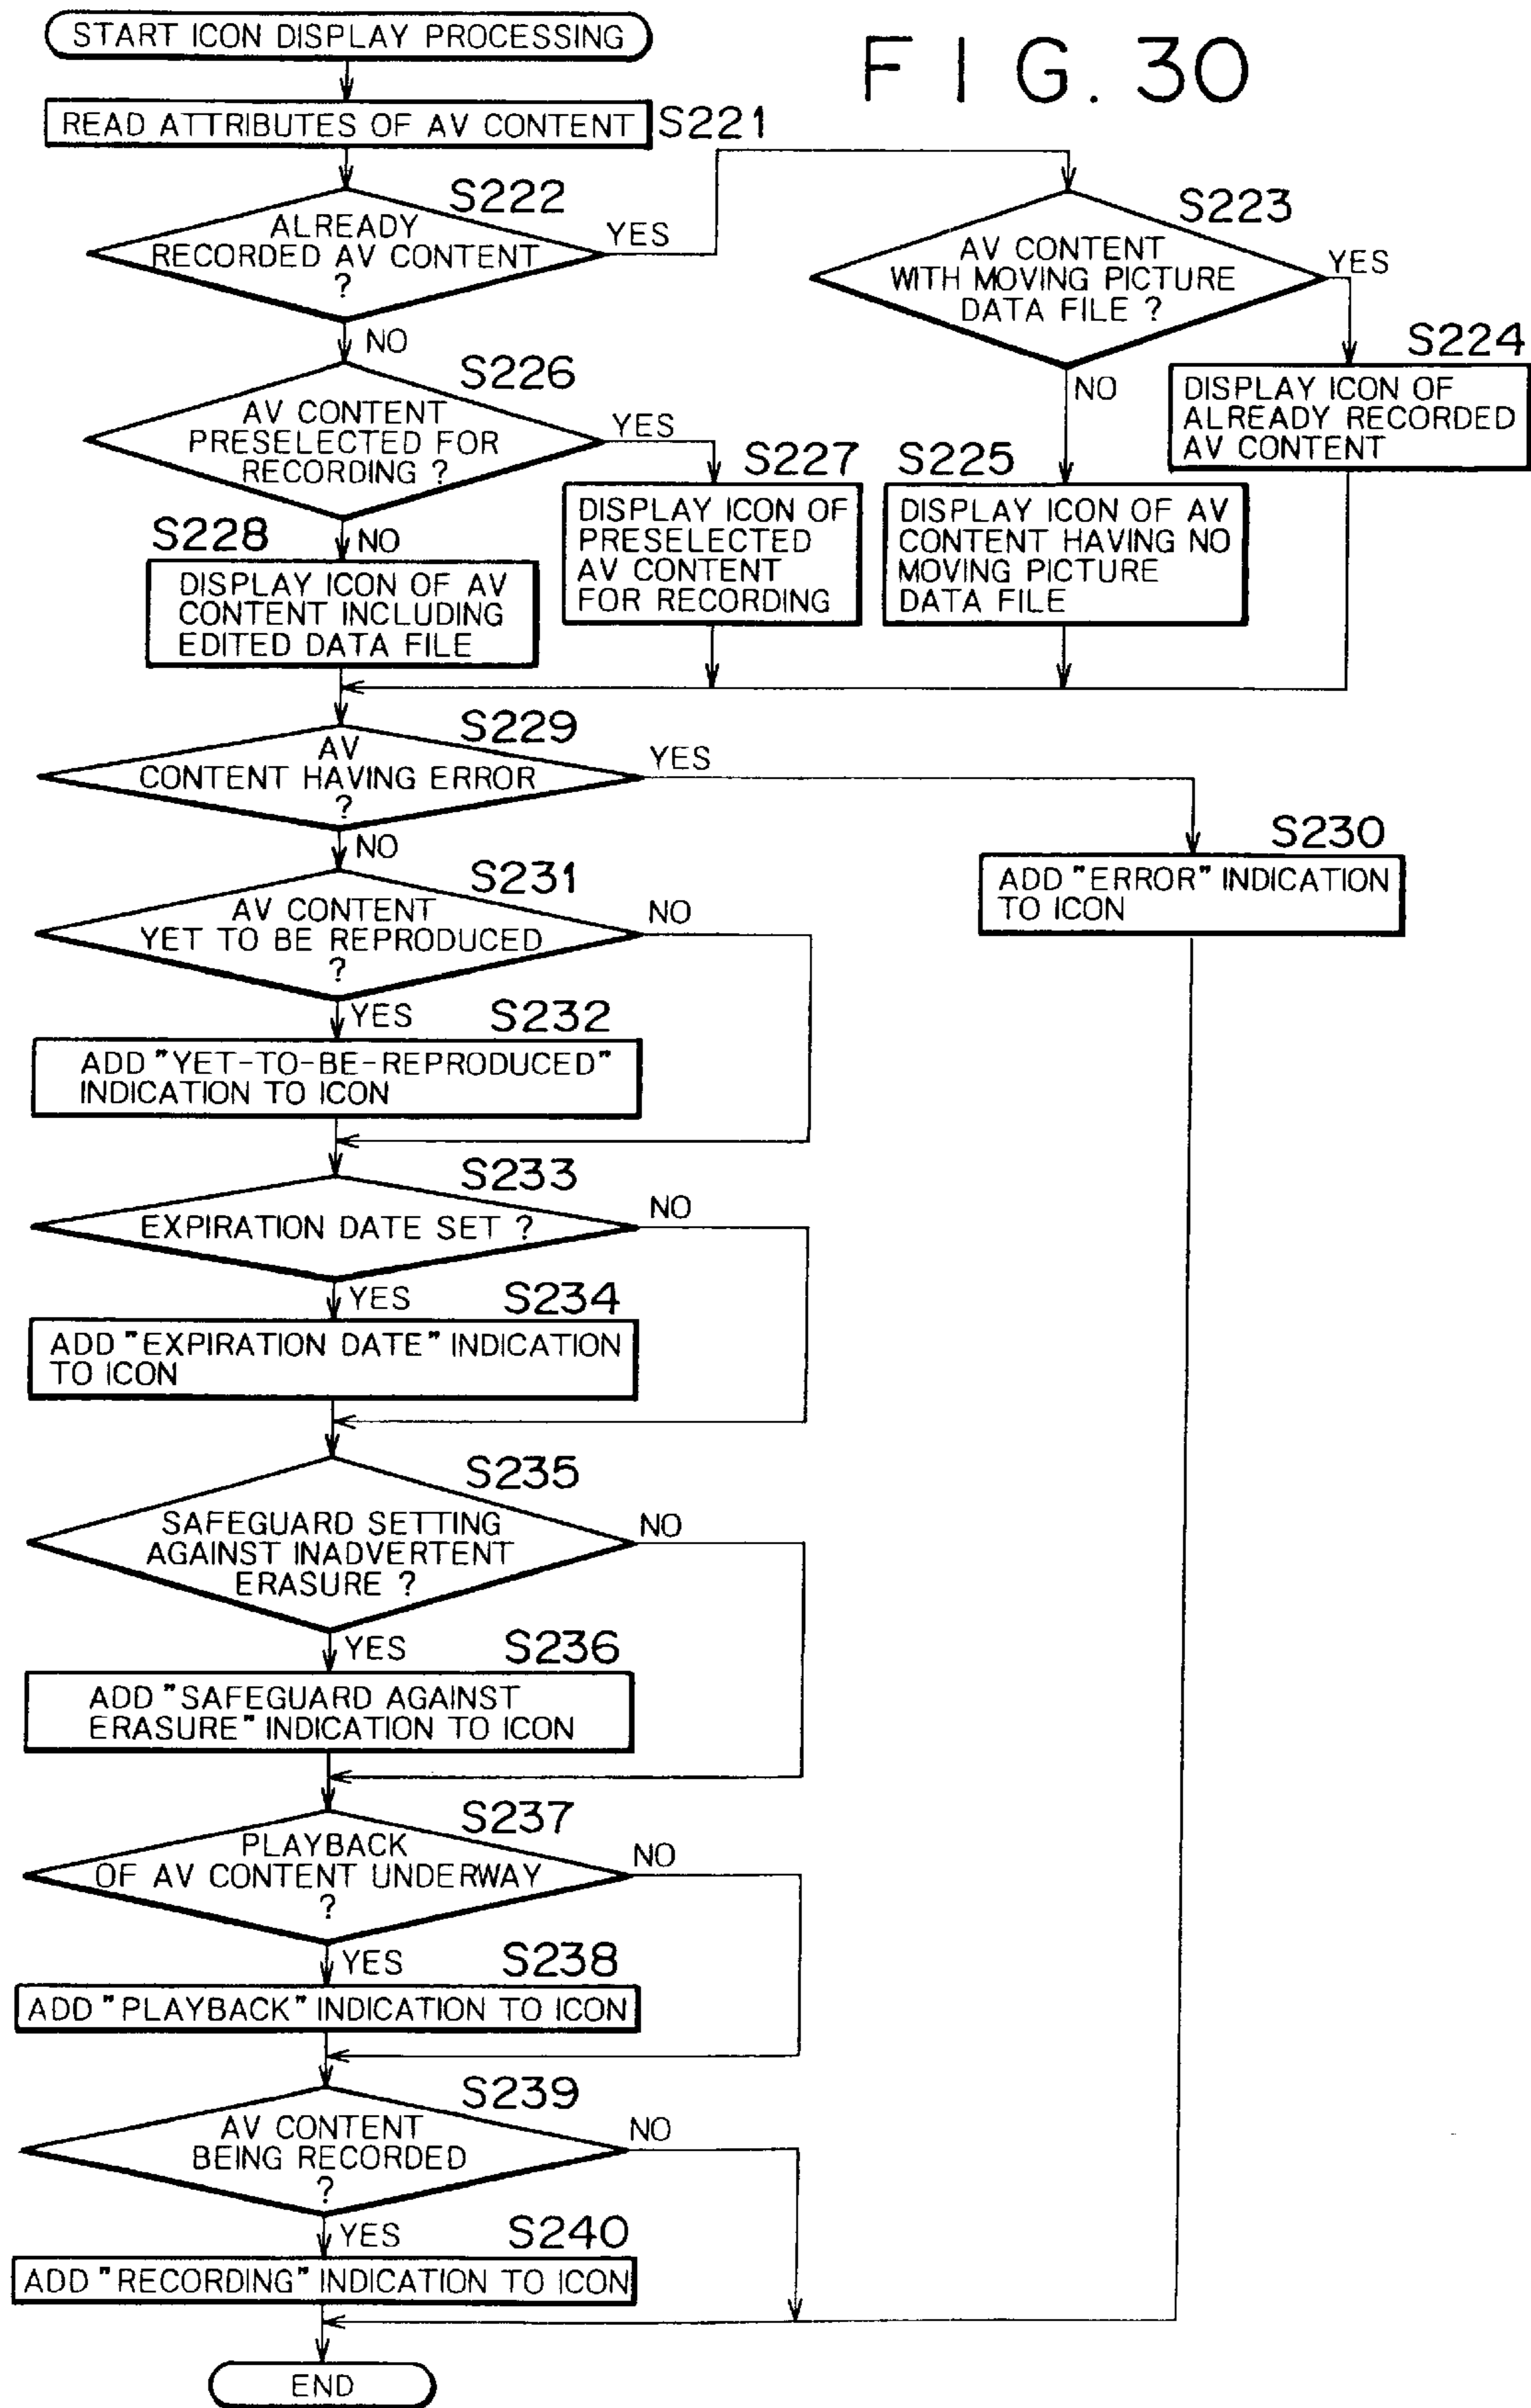 START ICON DISPLAY PROCESSING
FIG. 30
READ ATTRIBUTES OF AV CONTENT
S221
S222
ALREADY
RECORDED AV CONTENT
?
YES
NO
S223
AV CONTENT
WITH MOVING PICTURE
DATA FILE ?
YES
NO
S224
DISPLAY ICON OF
ALREADY RECORDED
AV CONTENT
S226
AV CONTENT
PRESELECTED FOR
RECORDING ?
YES
NO
S227
DISPLAY ICON OF
PRESELECTED
AV CONTENT
FOR RECORDING
S225
DISPLAY ICON OF AV
CONTENT HAVING NO
MOVING PICTURE
DATA FILE
S228
DISPLAY ICON OF AV
CONTENT INCLUDING
EDITED DATA FILE
S229
AV
CONTENT HAVING ERROR
?
YES
NO
S230
ADD "ERROR" INDICATION
TO ICON
S231
AV CONTENT
YET TO BE REPRODUCED
?
NO
YES
S232
ADD "YET-TO-BE-REPRODUCED"
INDICATION TO ICON
S233
EXPIRATION DATE SET ?
NO
YES
S234
ADD "EXPIRATION DATE" INDICATION
TO ICON
S235
SAFEGUARD SETTING
AGAINST INADVERTENT
ERASURE ?
NO
YES
S236
ADD "SAFEGUARD AGAINST
ERASURE" INDICATION TO ICON
S237
PLAYBACK
OF AV CONTENT UNDERWAY
?
NO
YES
S238
ADD "PLAYBACK" INDICATION TO ICON
S239
AV CONTENT
BEING RECORDED
?
NO
YES
S240
ADD "RECORDING" INDICATION TO ICON
END